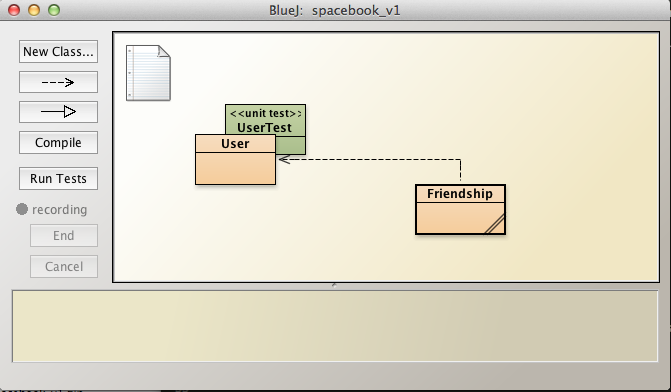 BlueJ: spacebook_v1
New Class...
Compile
Run Tests
recording
End
Cancel
<<unit test>>
UserTest
User
Friendship